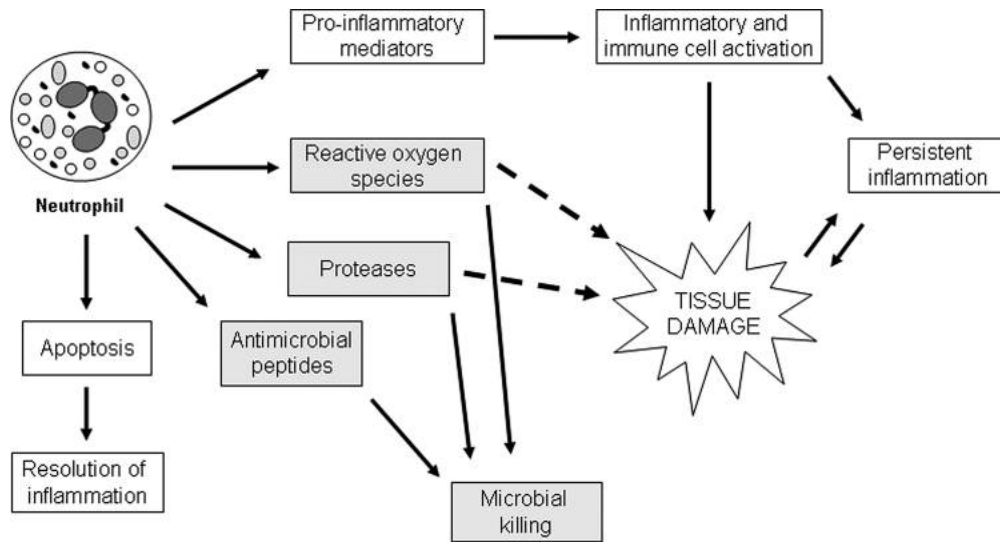 Pro-inflammatory
mediators
Inflammatory and
immune cell activation
Reactive oxygen
species
Persistent
inflammation
Neutrophil
Proteases
TISSUE
DAMAGE
Apoptosis
Antimicrobial
peptides
Resolution of
inflammation
Microbial
killing